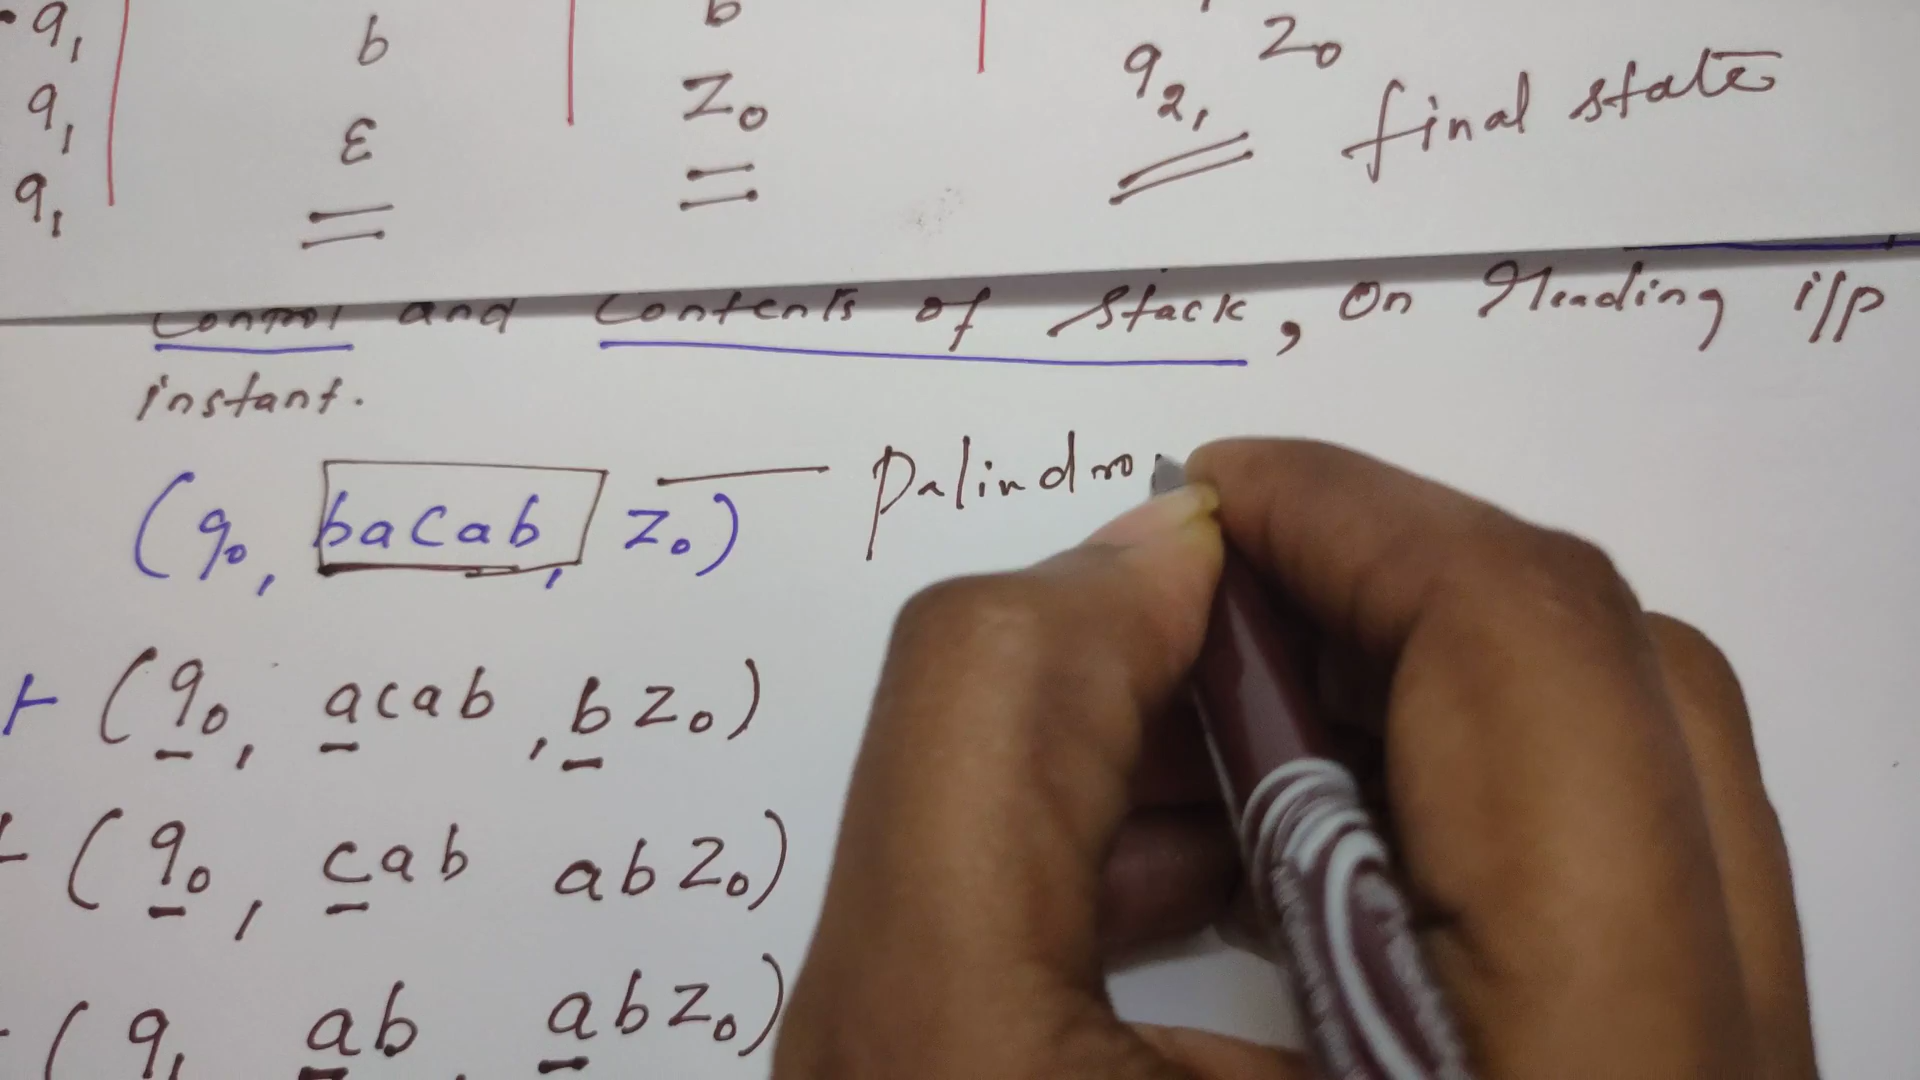 q1 b b
q1 ε Z0 q2, Z0 final state
q1
control and contents of stack, on reading i/p
instant.
(q0, bacab, Z0) — Palindro
⊢ (q0, acab, bZ0)
⊢ (q0, cab abZ0)
⊢ (q1 ab, abZ0)